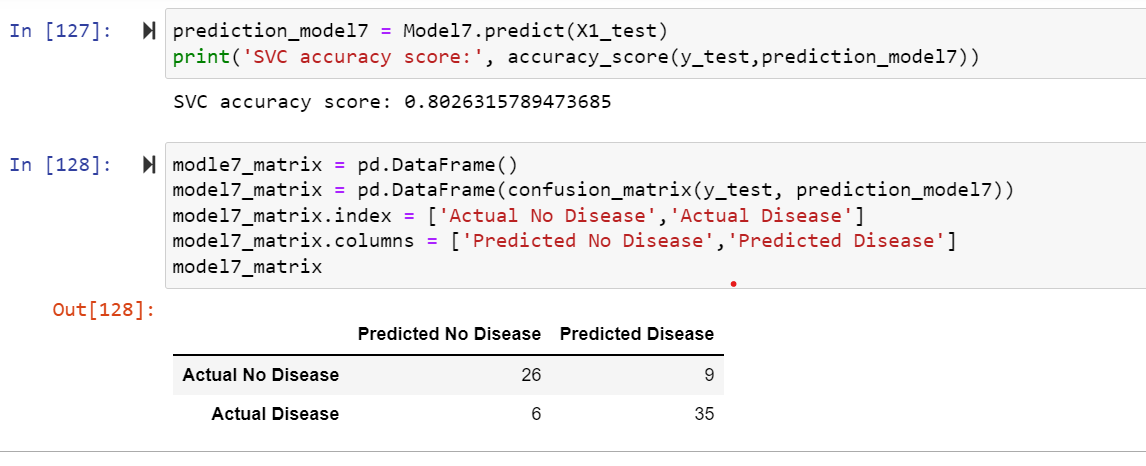 In [127]:
prediction_model7 = Model7.predict(X1_test)
print('SVC accuracy score:', accuracy_score(y_test,prediction_model7))
SVC accuracy score: 0.8026315789473685
In [128]:
modle7_matrix = pd.DataFrame()
model7_matrix = pd.DataFrame(confusion_matrix(y_test, prediction_model7))
model7_matrix.index = ['Actual No Disease','Actual Disease']
model7_matrix.columns = ['Predicted No Disease','Predicted Disease']
model7_matrix
Out[128]:
Predicted No Disease Predicted Disease
Actual No Disease 26 9
Actual Disease 6 35